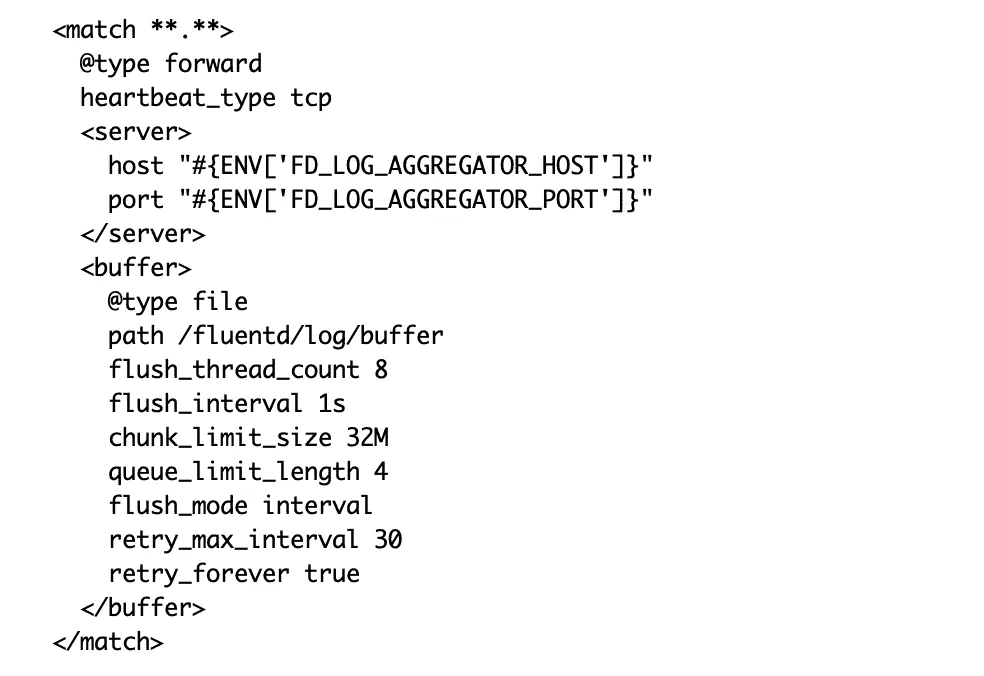 <match **.**>
  @type forward
  heartbeat_type tcp
  <server>
    host "#{ENV['FD_LOG_AGGREGATOR_HOST']}"
    port "#{ENV['FD_LOG_AGGREGATOR_PORT']}"
  </server>
  <buffer>
    @type file
    path /fluentd/log/buffer
    flush_thread_count 8
    flush_interval 1s
    chunk_limit_size 32M
    queue_limit_length 4
    flush_mode interval
    retry_max_interval 30
    retry_forever true
  </buffer>
</match>